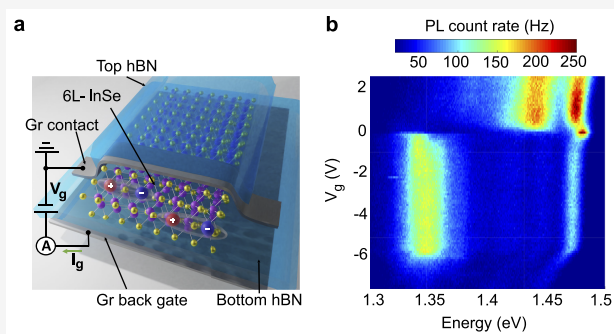 a
Top hBN
6L-InSe
Gr contact
V_g
A
I_g
+
-
+
-
Gr back gate
Bottom hBN
b
PL count rate (Hz)
50 150 200 250
V_g (V)
2
0
-2
-4
-6
1.3 1.35 1.4 1.45 1.5
Energy (eV)